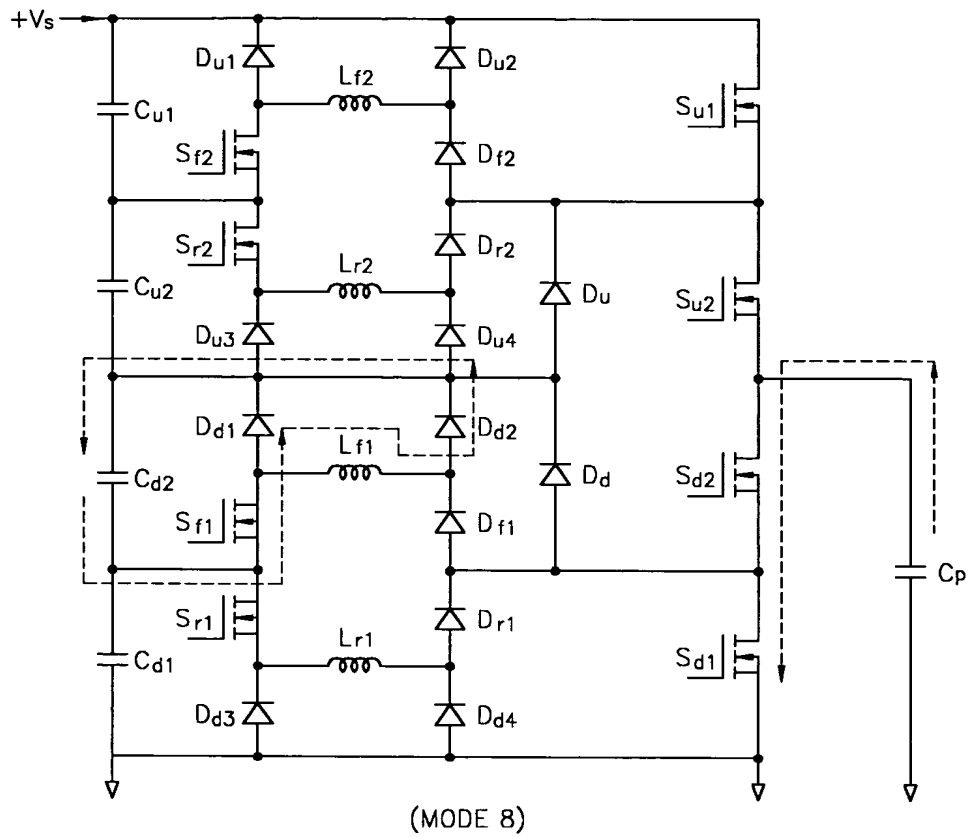 +Vs
Du1
Lf2
Du2
Cu1
Su1
Sf2
Df2
Sr2
Dr2
Cu2
Lr2
Du
Su2
Du3
Du4
Dd1
Lf1
Dd2
Cd2
Dd
Sd2
Sf1
Df1
Cp
Sr1
Dr1
Cd1
Lr1
Sd1
Dd3
Dd4
(MODE 8)